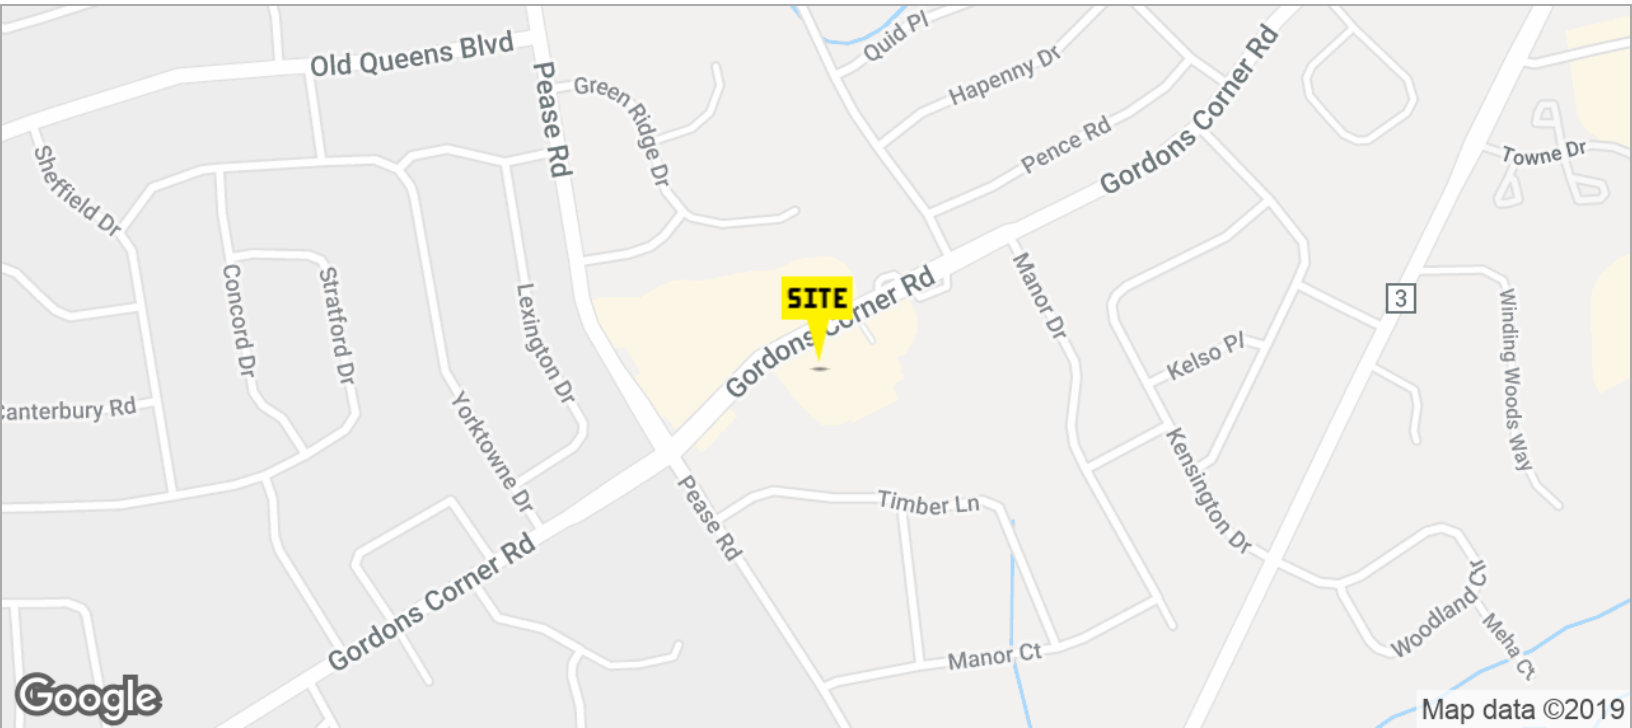 Old Queens Blvd
Pease Rd
Green Ridge Dr
Quid Pl
Hapenny Dr
Pence Rd
Gordons Corner Rd
Towne Dr
Sheffield Dr
Concord Dr
Stratford Dr
Lexington Dr
SITE
Gordons Corner Rd
Manor Dr
3
Winding Woods Way
Kelso Pl
Canterbury Rd
Yorktowne Dr
Kensington Dr
Pease Rd
Timber Ln
Gordons Corner Rd
Manor Ct
Woodland Ct
Meha Ct
Google
Map data ©2019